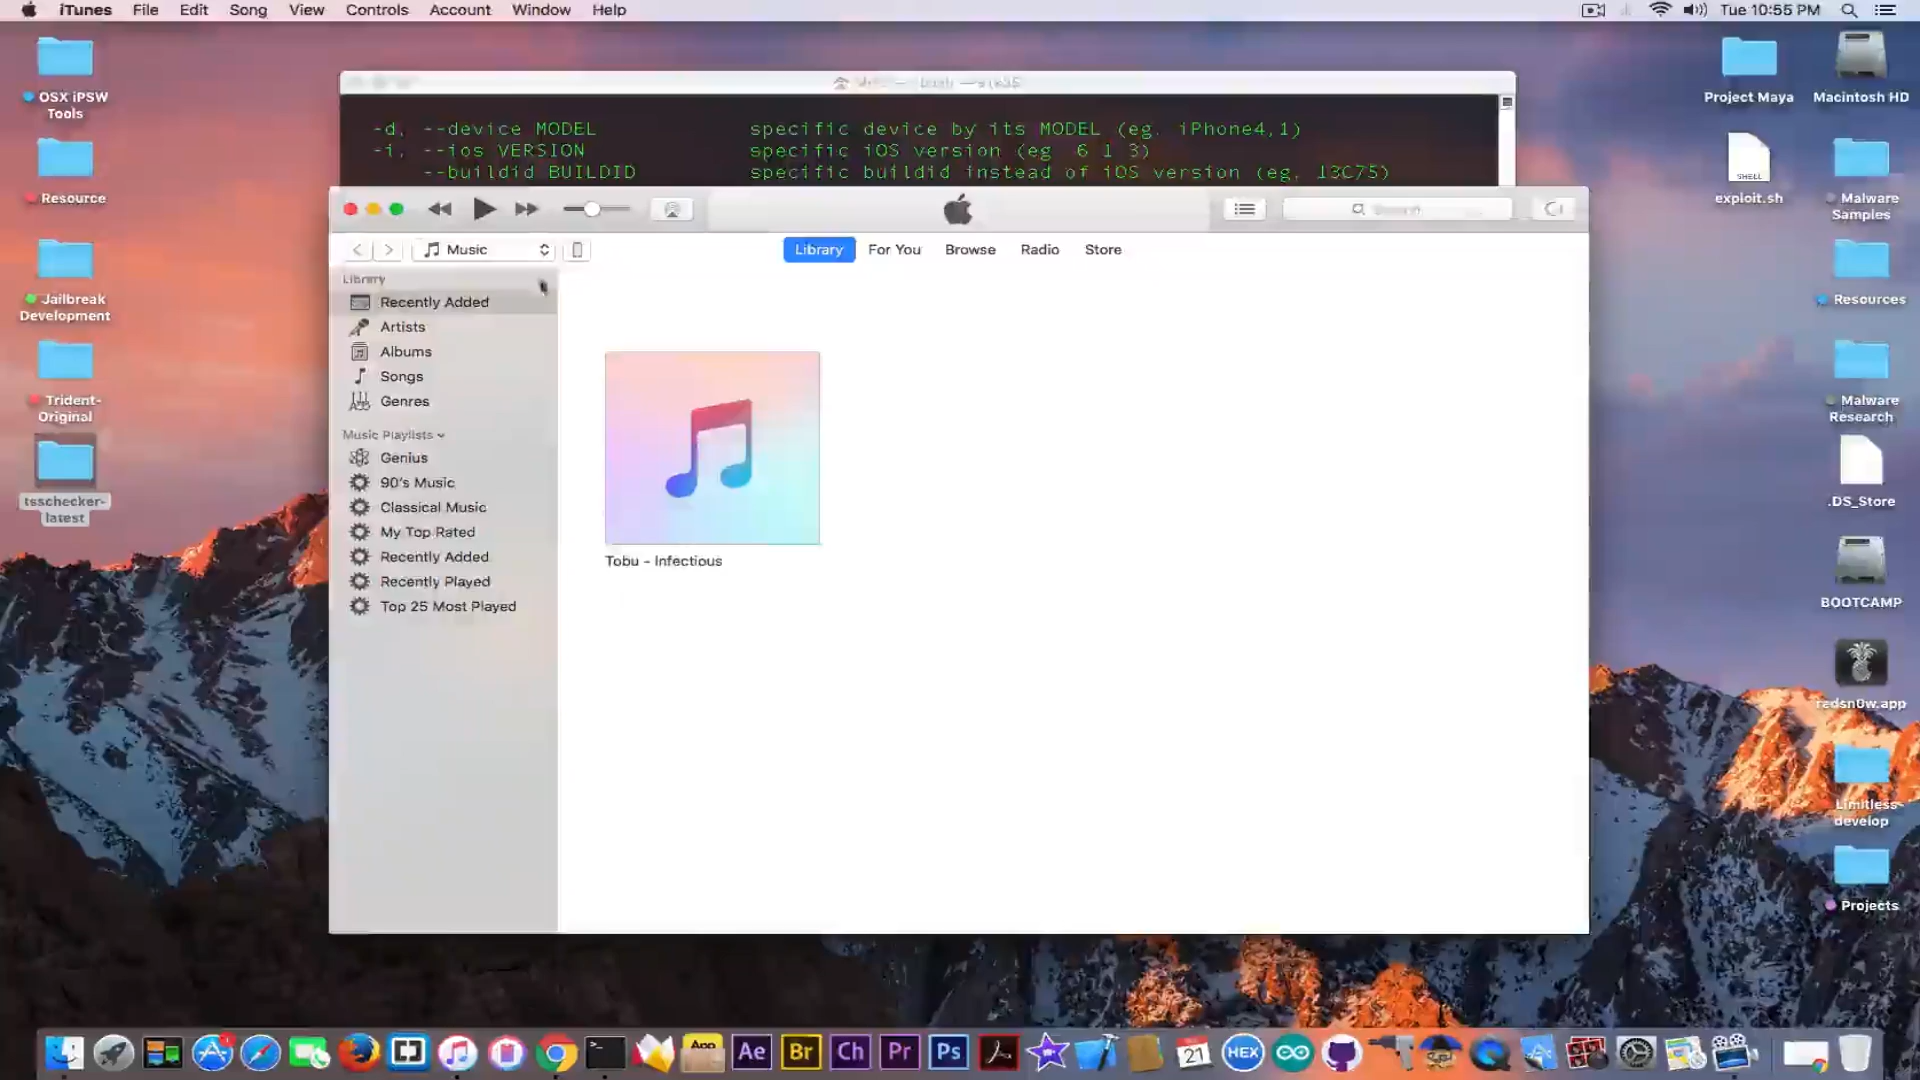 iTunes File Edit Song View Controls Account Window Help Tue 10:55 PM
OSX iPSW
Tools
Resource
Jailbreak
Development
Trident-
Original
tsschecker-
latest
-d, --device MODEL specific device by its MODEL (eg. iPhone4,1)
-i, --ios VERSION specific iOS version (eg 6 1 3)
--buildid BUILDID specific buildid instead of iOS version (eg. 13C75)
Search
Music
Library For You Browse Radio Store
Library
Recently Added
Artists
Albums
Songs
Genres
Music Playlists
Genius
90's Music
Classical Music
My Top Rated
Recently Added
Recently Played
Top 25 Most Played
Tobu - Infectious
Project Maya
Macintosh HD
SHELL
exploit.sh
Malware
Samples
Resources
Malware
Research
.DS_Store
BOOTCAMP
redsn0w.app
Limitless-
develop
Projects
App
Ae
Br
Ch
Pr
Ps
21
HEX